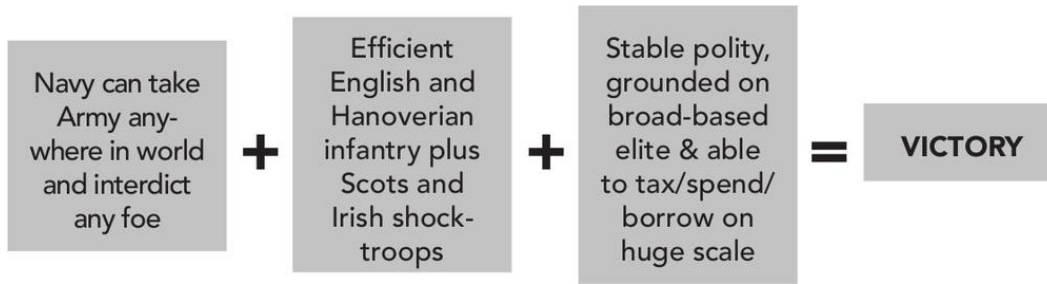 Navy can take
Army any-
where in world
and interdict
any foe
+
Efficient
English and
Hanoverian
infantry plus
Scots and
Irish shock-
troops
+
Stable polity,
grounded on
broad-based
elite & able
to tax/spend/
borrow on
huge scale
=
VICTORY